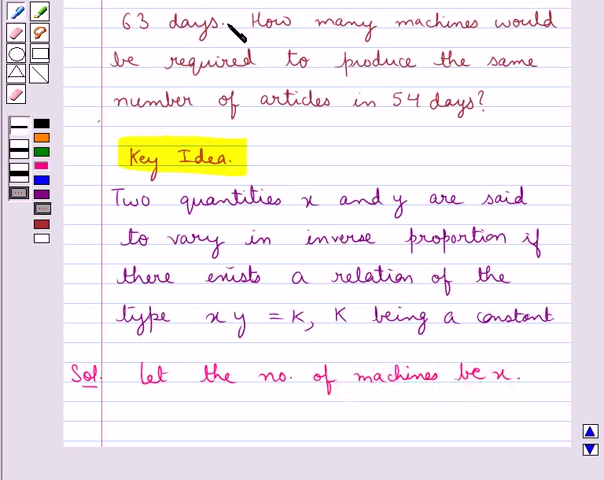 63 days. How many machines would
be required to produce the same
number of articles in 54 days?
Key Idea.
Two quantities x and y are said
to vary in inverse proportion if
there exists a relation of the
type xy = K, K being a constant
Sol. Let the no. of machines be x.